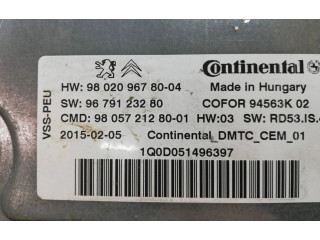 Continental
HW: 98 020 967 80-04 Made in Hungary
SW: 96 791 232 80 COFOR 94563K 02
CMD: 98 057 212 80-01 HW:03 SW: RD53.IS.
2015-02-05 Continental_DMTC_CEM_01
1Q0D051496397
VSS-PEU